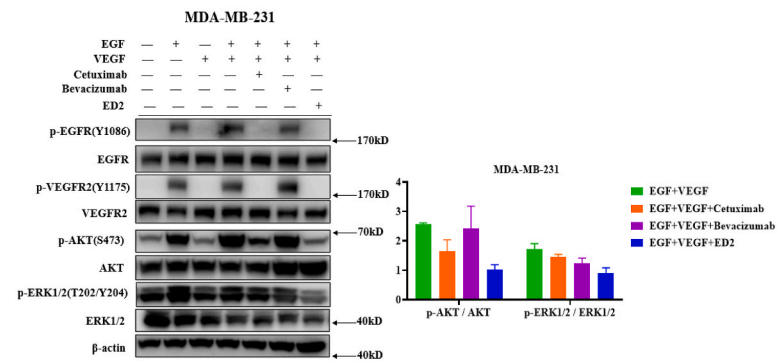 MDA-MB-231
EGF — + — + + + +
VEGF — — + + + + +
Cetuximab — — — — + — —
Bevacizumab — — — — — + —
ED2 — — — — — — +
p-EGFR(Y1086)
170kD
EGFR
p-VEGFR2(Y1175)
170kD
VEGFR2
p-AKT(S473)
70kD
AKT
p-ERK1/2(T202/Y204)
ERK1/2
40kD
β-actin
40kD
MDA-MB-231
4
3
2
1
0
p-AKT / AKT
p-ERK1/2 / ERK1/2
EGF+VEGF
EGF+VEGF+Cetuximab
EGF+VEGF+Bevacizumab
EGF+VEGF+ED2